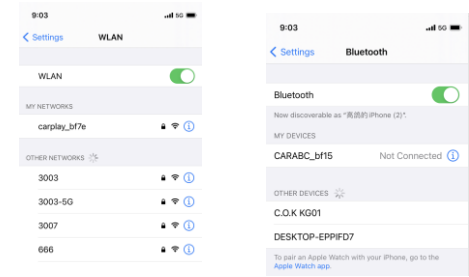 9:03
5G
Settings
WLAN
WLAN
MY NETWORKS
carplay_bf7e
OTHER NETWORKS
3003
3003-5G
3007
666
9:03
5G
Settings
Bluetooth
Bluetooth
Now discoverable as "高鹄的iPhone (2)".
MY DEVICES
CARABC_bf15 Not Connected
OTHER DEVICES
C.O.K KG01
DESKTOP-EPPIFD7
To pair an Apple Watch with your iPhone, go to the
Apple Watch app.